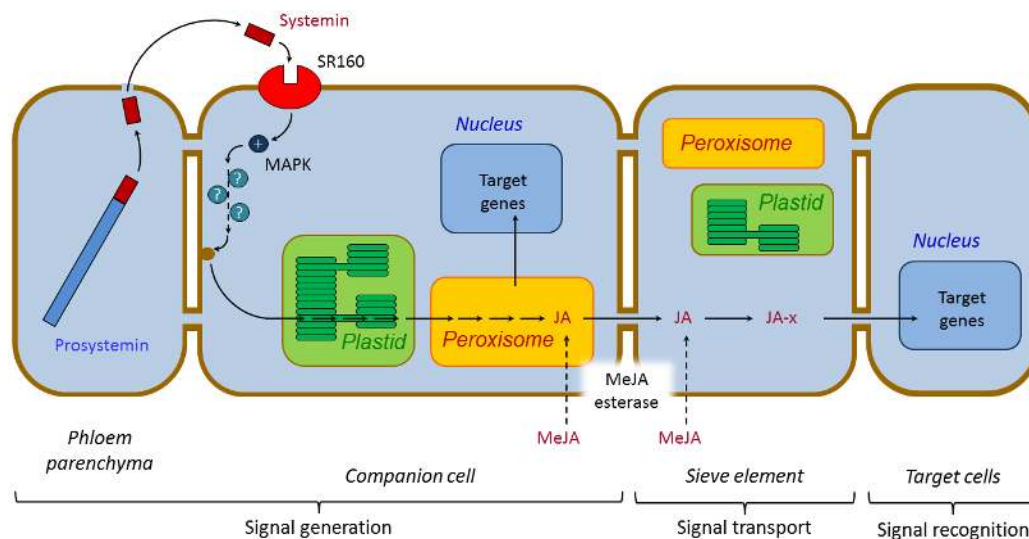 Systemin
SR160
Nucleus
Peroxisome
+
MAPK
Target
genes
?
?
?
Plastid
Nucleus
Target
genes
JA
Peroxisome
Plastid
JA
JA-x
Prosystemin
MeJA
esterase
MeJA
MeJA
Phloem
parenchyma
Companion cell
Sieve element
Target cells
Signal generation
Signal transport
Signal recognition